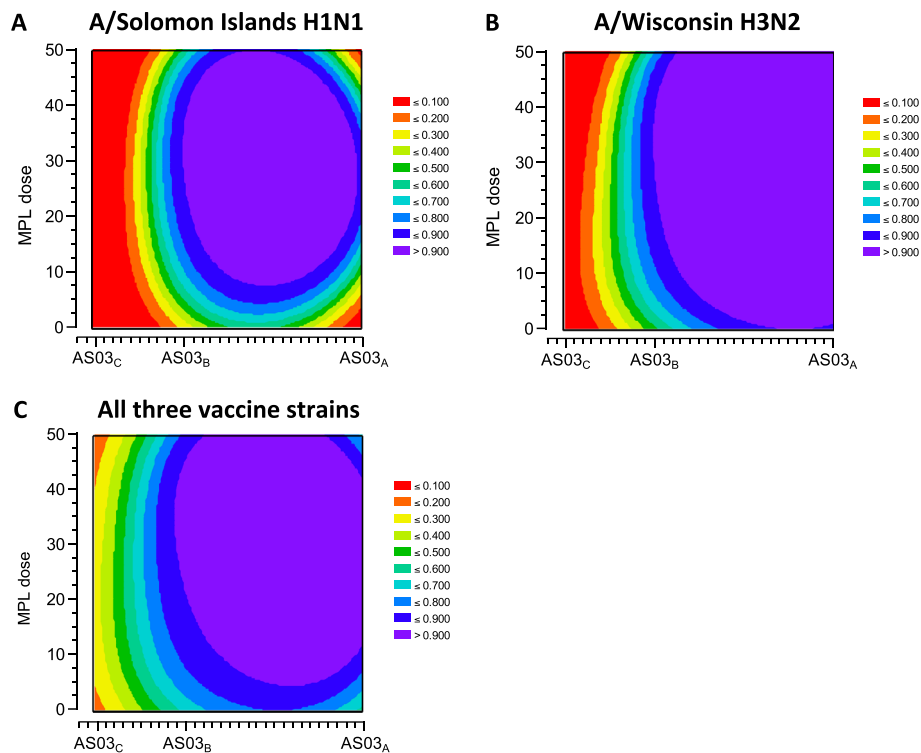 A
A/Solomon Islands H1N1
MPL dose
50
40
30
20
10
0
AS03C
AS03B
AS03A
≤ 0.100
≤ 0.200
≤ 0.300
≤ 0.400
≤ 0.500
≤ 0.600
≤ 0.700
≤ 0.800
≤ 0.900
> 0.900
B
A/Wisconsin H3N2
MPL dose
50
40
30
20
10
0
AS03C
AS03B
AS03A
≤ 0.100
≤ 0.200
≤ 0.300
≤ 0.400
≤ 0.500
≤ 0.600
≤ 0.700
≤ 0.800
≤ 0.900
> 0.900
C
All three vaccine strains
MPL dose
50
40
30
20
10
0
AS03C
AS03B
AS03A
≤ 0.100
≤ 0.200
≤ 0.300
≤ 0.400
≤ 0.500
≤ 0.600
≤ 0.700
≤ 0.800
≤ 0.900
> 0.900